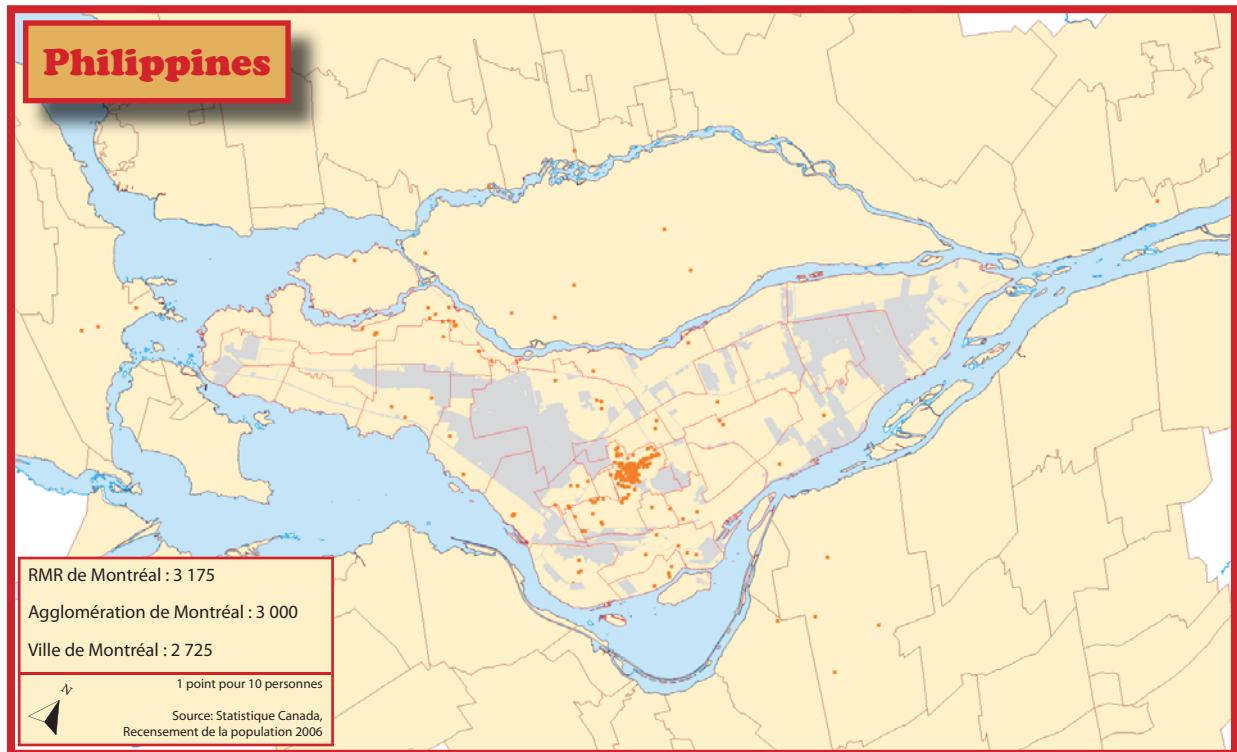 Philippines
RMR de Montréal : 3 175
Agglomération de Montréal : 3 000
Ville de Montréal : 2 725
N
1 point pour 10 personnes
Source: Statistique Canada,
Recensement de la population 2006